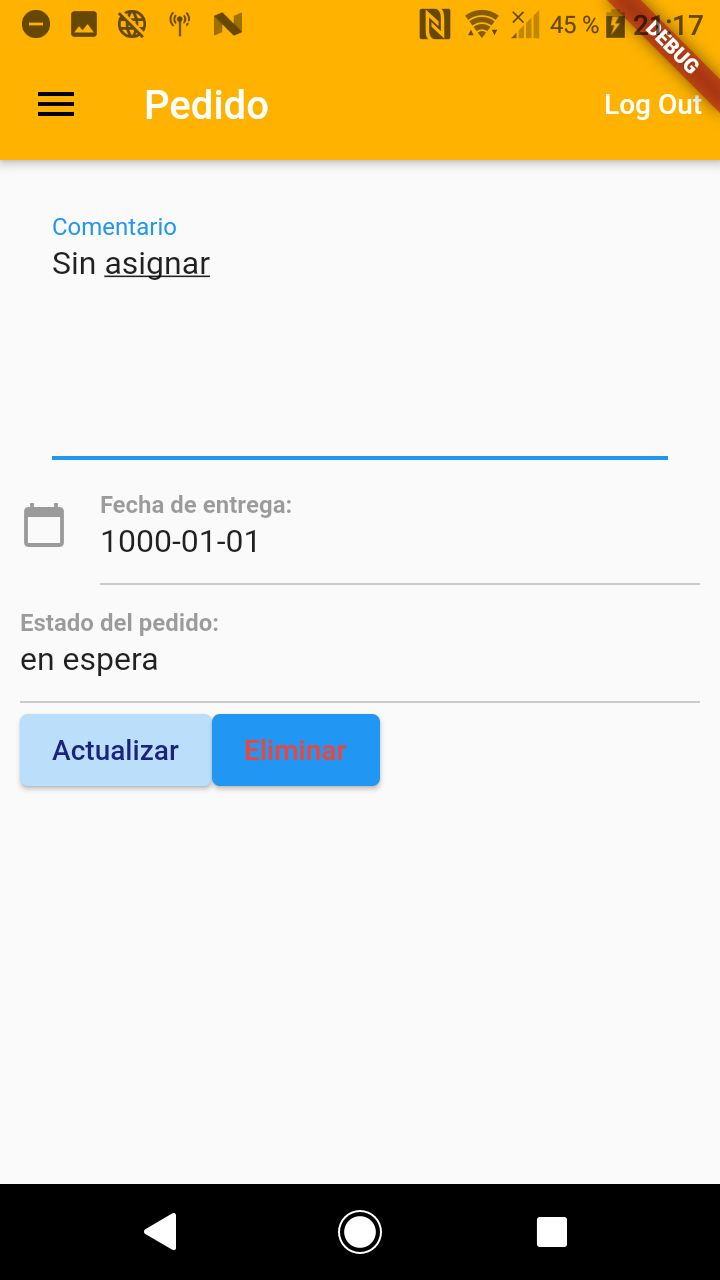 45 % 21:17
DEBUG
Pedido
Log Out
Comentario
Sin asignar
Fecha de entrega:
1000-01-01
Estado del pedido:
en espera
Actualizar Eliminar